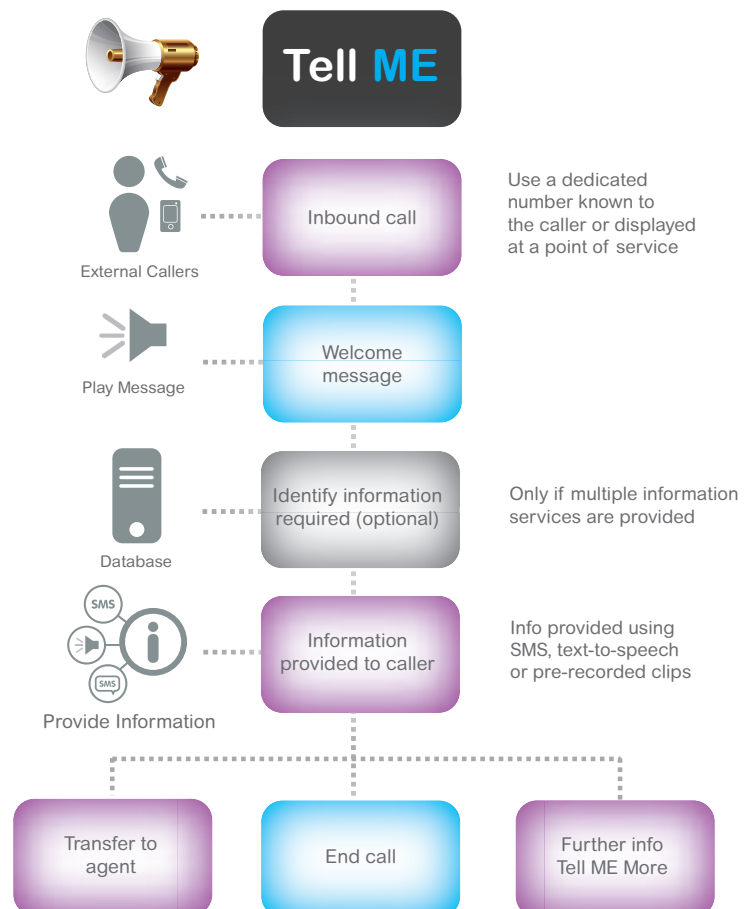 Tell ME
Inbound call
Use a dedicated
number known to
the caller or displayed
at a point of service
External Callers
Welcome
message
Play Message
Identify information
required (optional)
Only if multiple information
services are provided
Database
SMS
SMS
Information
provided to caller
Info provided using
SMS, text-to-speech
or pre-recorded clips
Provide Information
Transfer to
agent
End call
Further info
Tell ME More